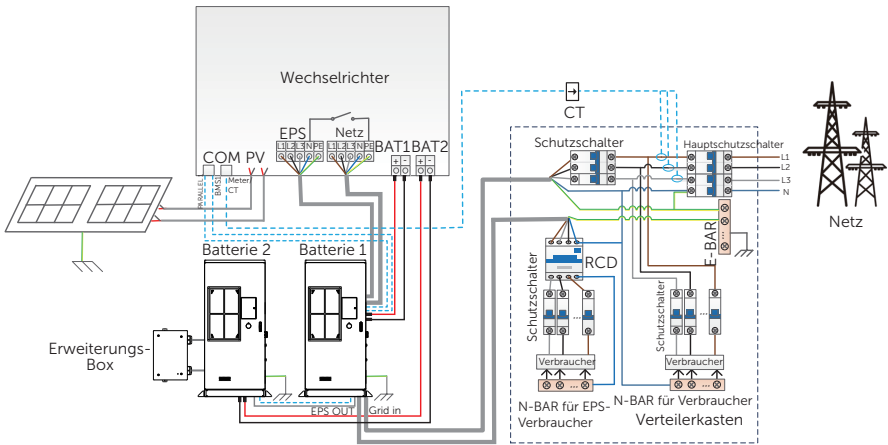 Wechselrichter
EPS
Netz
L1 L2 L3 N PE
L1 L2 L3 N PE
BAT1 BAT2
+ -
+ -
COM PV
PARALLEL
BMS1
Meter/
CT
CT
Schutzschalter
Hauptschutzschalter
L1
L2
L3
N
Netz
E-BAR
RCD
Schutzschalter
Schutzschalter
Verbraucher
Verbraucher
N-BAR für EPS-
Verbraucher
N-BAR für Verbraucher
Verteilerkasten
Batterie 2
Batterie 1
Erweiterungs-
Box
EPS OUT
Grid in